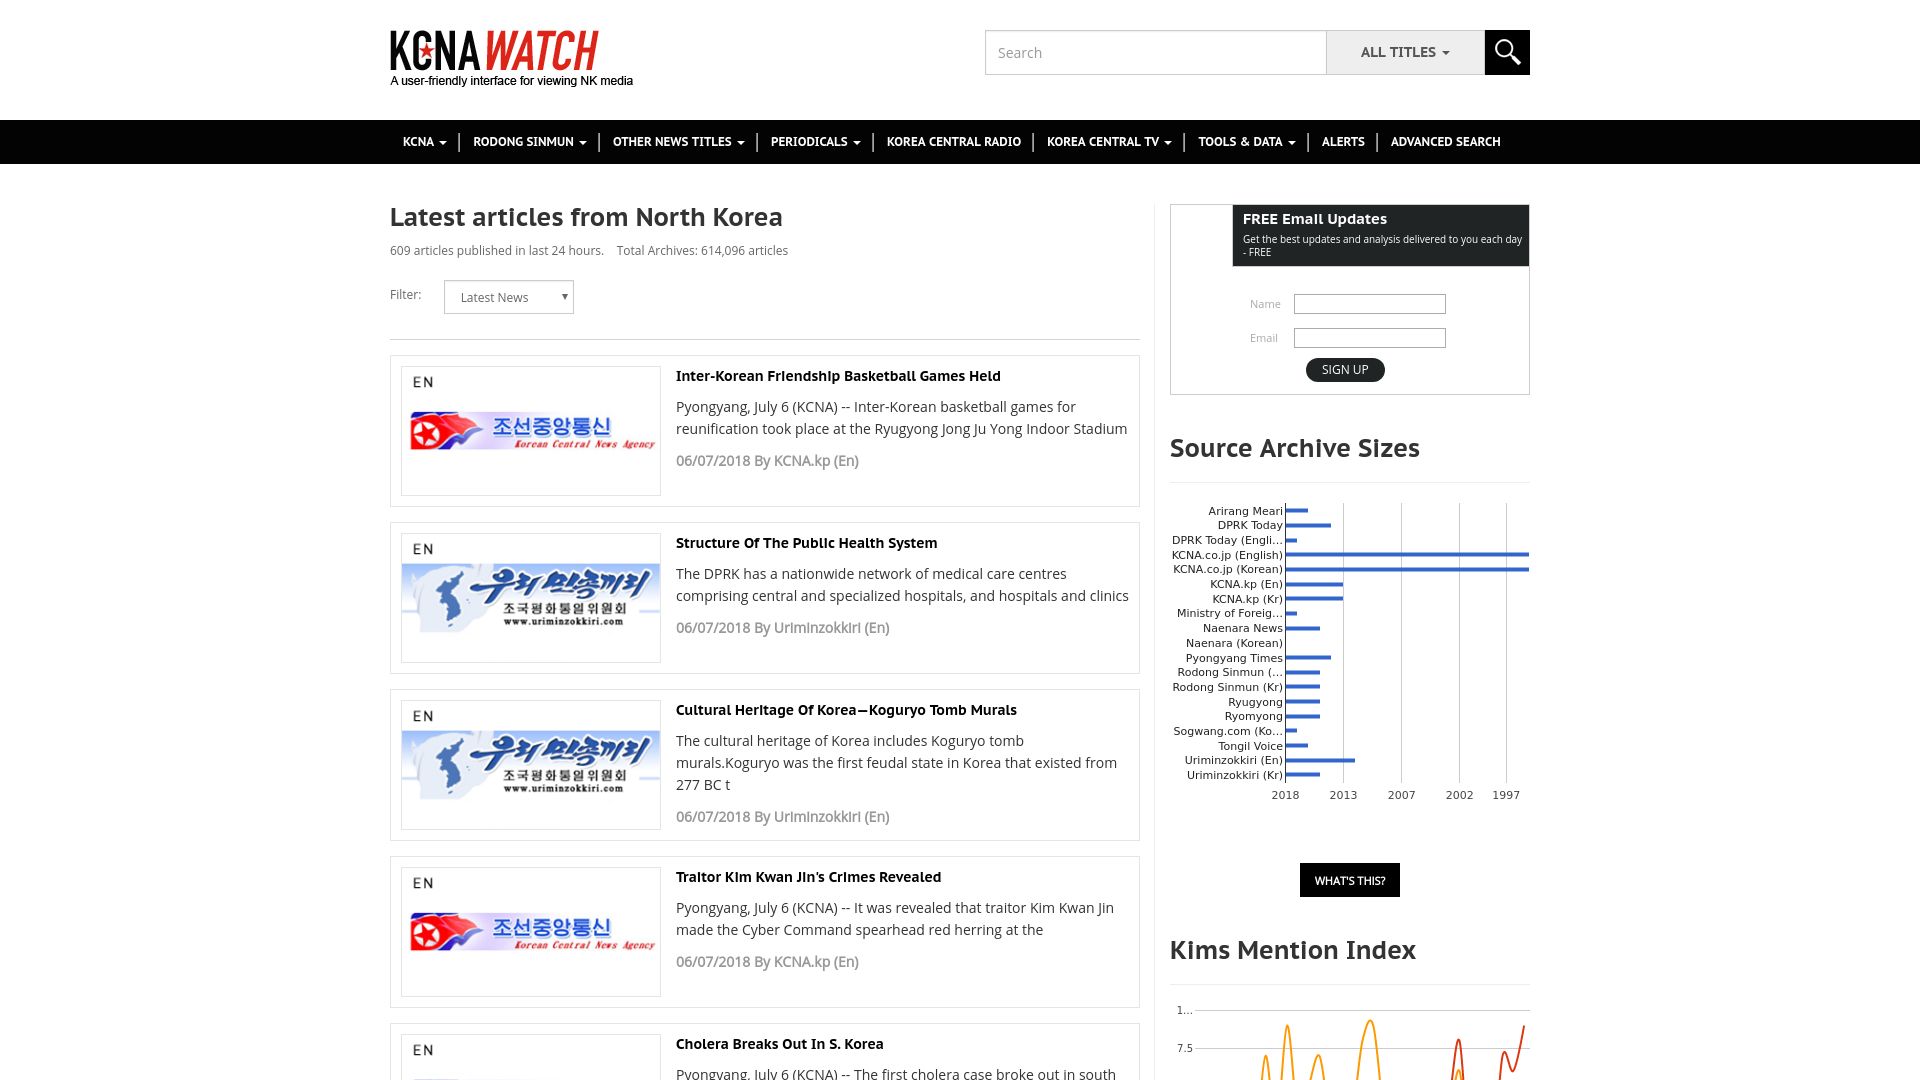 KCNA WATCH
A user-friendly interface for viewing NK media
Search
ALL TITLES
KCNA
RODONG SINMUN
OTHER NEWS TITLES
PERIODICALS
KOREA CENTRAL RADIO
KOREA CENTRAL TV
TOOLS & DATA
ALERTS
ADVANCED SEARCH
Latest articles from North Korea
609 articles published in last 24 hours. Total Archives: 614,096 articles
Filter:
Latest News
EN
조선중앙통신
Korean Central News Agency
Inter-Korean Friendship Basketball Games Held
Pyongyang, July 6 (KCNA) -- Inter-Korean basketball games for
reunification took place at the Ryugyong Jong Ju Yong Indoor Stadium
06/07/2018 By KCNA.kp (En)
EN
우리민족끼리
조국평화통일위원회
www.uriminzokkiri.com
Structure Of The Public Health System
The DPRK has a nationwide network of medical care centres
comprising central and specialized hospitals, and hospitals and clinics
06/07/2018 By Uriminzokkiri (En)
EN
우리민족끼리
조국평화통일위원회
www.uriminzokkiri.com
Cultural Heritage Of Korea—Koguryo Tomb Murals
The cultural heritage of Korea includes Koguryo tomb
murals.Koguryo was the first feudal state in Korea that existed from
277 BC t
06/07/2018 By Uriminzokkiri (En)
EN
조선중앙통신
Korean Central News Agency
Traitor Kim Kwan Jin's Crimes Revealed
Pyongyang, July 6 (KCNA) -- It was revealed that traitor Kim Kwan Jin
made the Cyber Command spearhead red herring at the
06/07/2018 By KCNA.kp (En)
EN
Cholera Breaks Out In S. Korea
Pyongyang, July 6 (KCNA) -- The first cholera case broke out in south
FREE Email Updates
Get the best updates and analysis delivered to you each day
- FREE
Name
Email
SIGN UP
Source Archive Sizes
Arirang Meari
DPRK Today
DPRK Today (Engli...
KCNA.co.jp (English)
KCNA.co.jp (Korean)
KCNA.kp (En)
KCNA.kp (Kr)
Ministry of Foreig...
Naenara News
Naenara (Korean)
Pyongyang Times
Rodong Sinmun (...
Rodong Sinmun (Kr)
Ryugyong
Ryomyong
Sogwang.com (Ko...
Tongil Voice
Uriminzokkiri (En)
Uriminzokkiri (Kr)
2018 2013 2007 2002 1997
WHAT'S THIS?
Kims Mention Index
1...
7.5